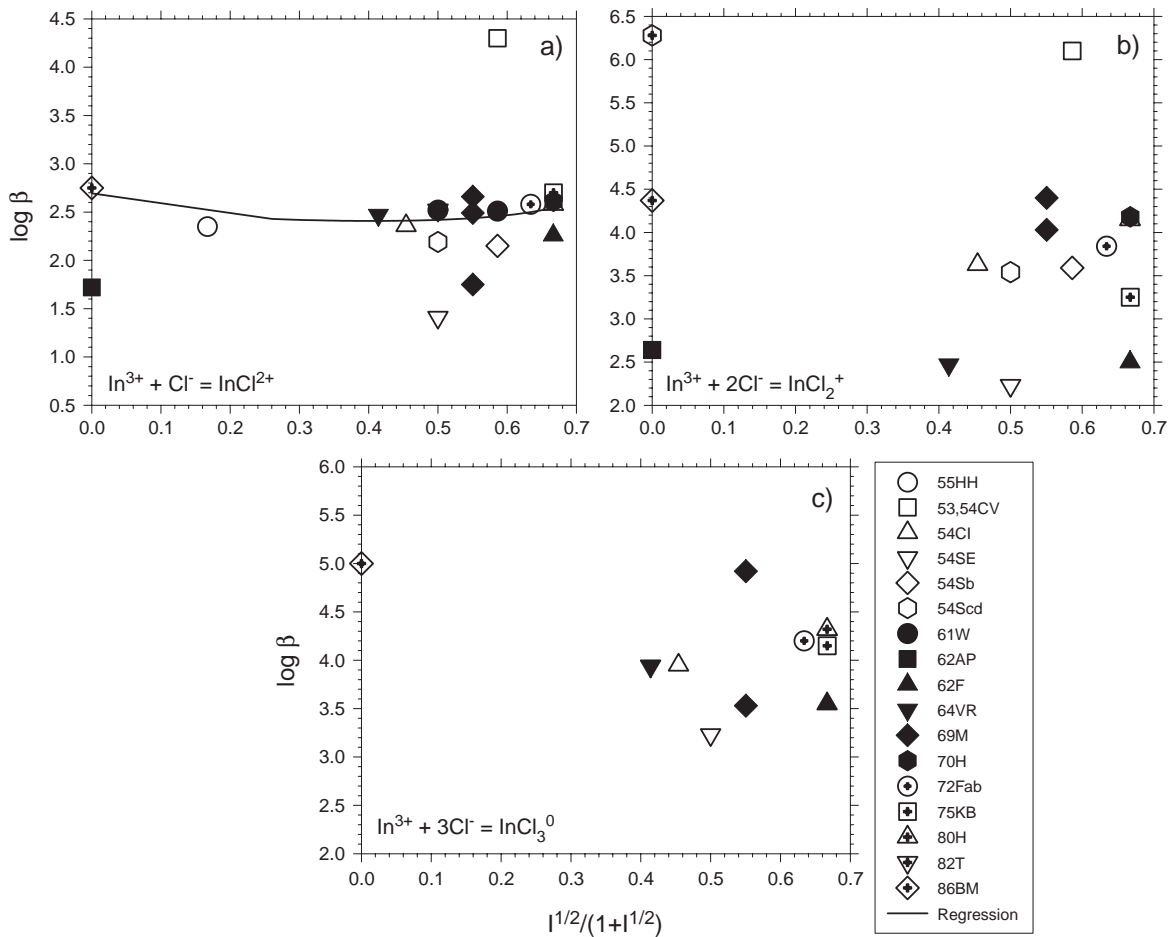 4.5
4.0
3.5
3.0
2.5
2.0
1.5
1.0
0.5
log β
a)
In³⁺ + Cl⁻ = InCl²⁺
0.0 0.1 0.2 0.3 0.4 0.5 0.6 0.7
6.5
6.0
5.5
5.0
4.5
4.0
3.5
3.0
2.5
2.0
b)
In³⁺ + 2Cl⁻ = InCl₂⁺
0.0 0.1 0.2 0.3 0.4 0.5 0.6 0.7
6.0
5.5
5.0
4.5
4.0
3.5
3.0
2.5
2.0
log β
c)
In³⁺ + 3Cl⁻ = InCl₃⁰
0.0 0.1 0.2 0.3 0.4 0.5 0.6 0.7
I¹ᐟ²/(1+I¹ᐟ²)
55HH
53,54CV
54CI
54SE
54Sb
54Scd
61W
62AP
62F
64VR
69M
70H
72Fab
75KB
80H
82T
86BM
Regression